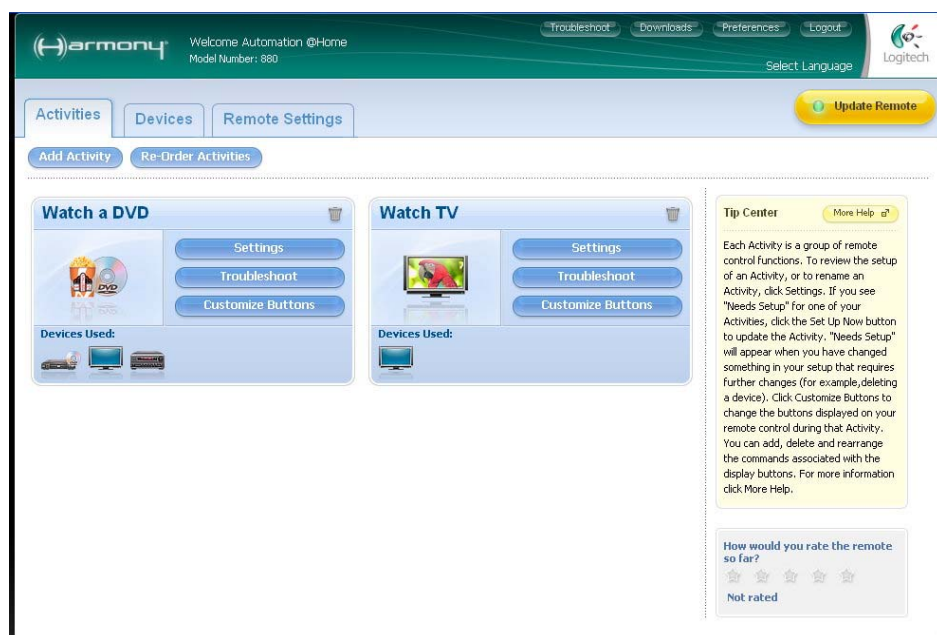 Harmony
Welcome Automation @Home
Model Number: 880
Troubleshoot
Downloads
Preferences
Logout
Select Language
Logitech
Activities
Devices
Remote Settings
Update Remote
Add Activity
Re-Order Activities
Watch a DVD
Settings
Troubleshoot
Customize Buttons
DVD
Devices Used:
Watch TV
Settings
Troubleshoot
Customize Buttons
Devices Used:
Tip Center
More Help
Each Activity is a group of remote
control functions. To review the setup
of an Activity, or to rename an
Activity, click Settings. If you see
"Needs Setup" for one of your
Activities, click the Set Up Now button
to update the Activity. "Needs Setup"
will appear when you have changed
something in your setup that requires
further changes (for example,deleting
a device). Click Customize Buttons to
change the buttons displayed on your
remote control during that Activity.
You can add, delete and rearrange
the commands associated with the
display buttons. For more information
click More Help.
How would you rate the remote
so far?
Not rated